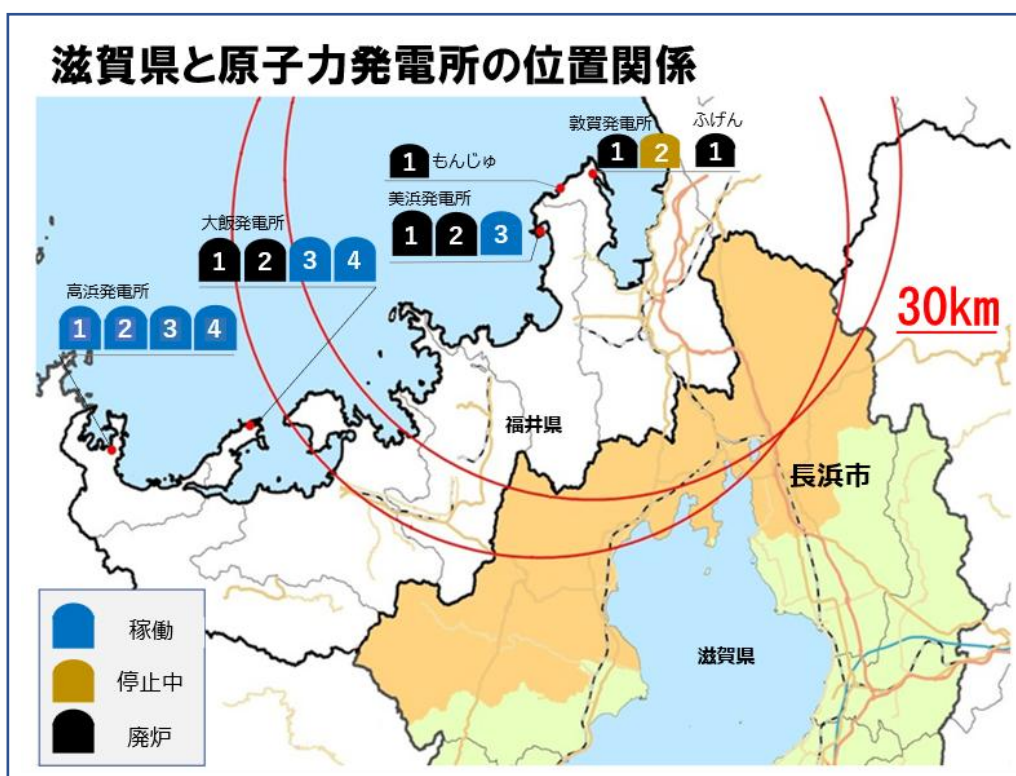 滋賀県と原子力発電所の位置関係
敦賀発電所
ふげん
1 2
1
1 もんじゅ
美浜発電所
1 2 3
大飯発電所
1 2 3 4
高浜発電所
1 2 3 4
30km
福井県
長浜市
滋賀県
稼働
停止中
廃炉